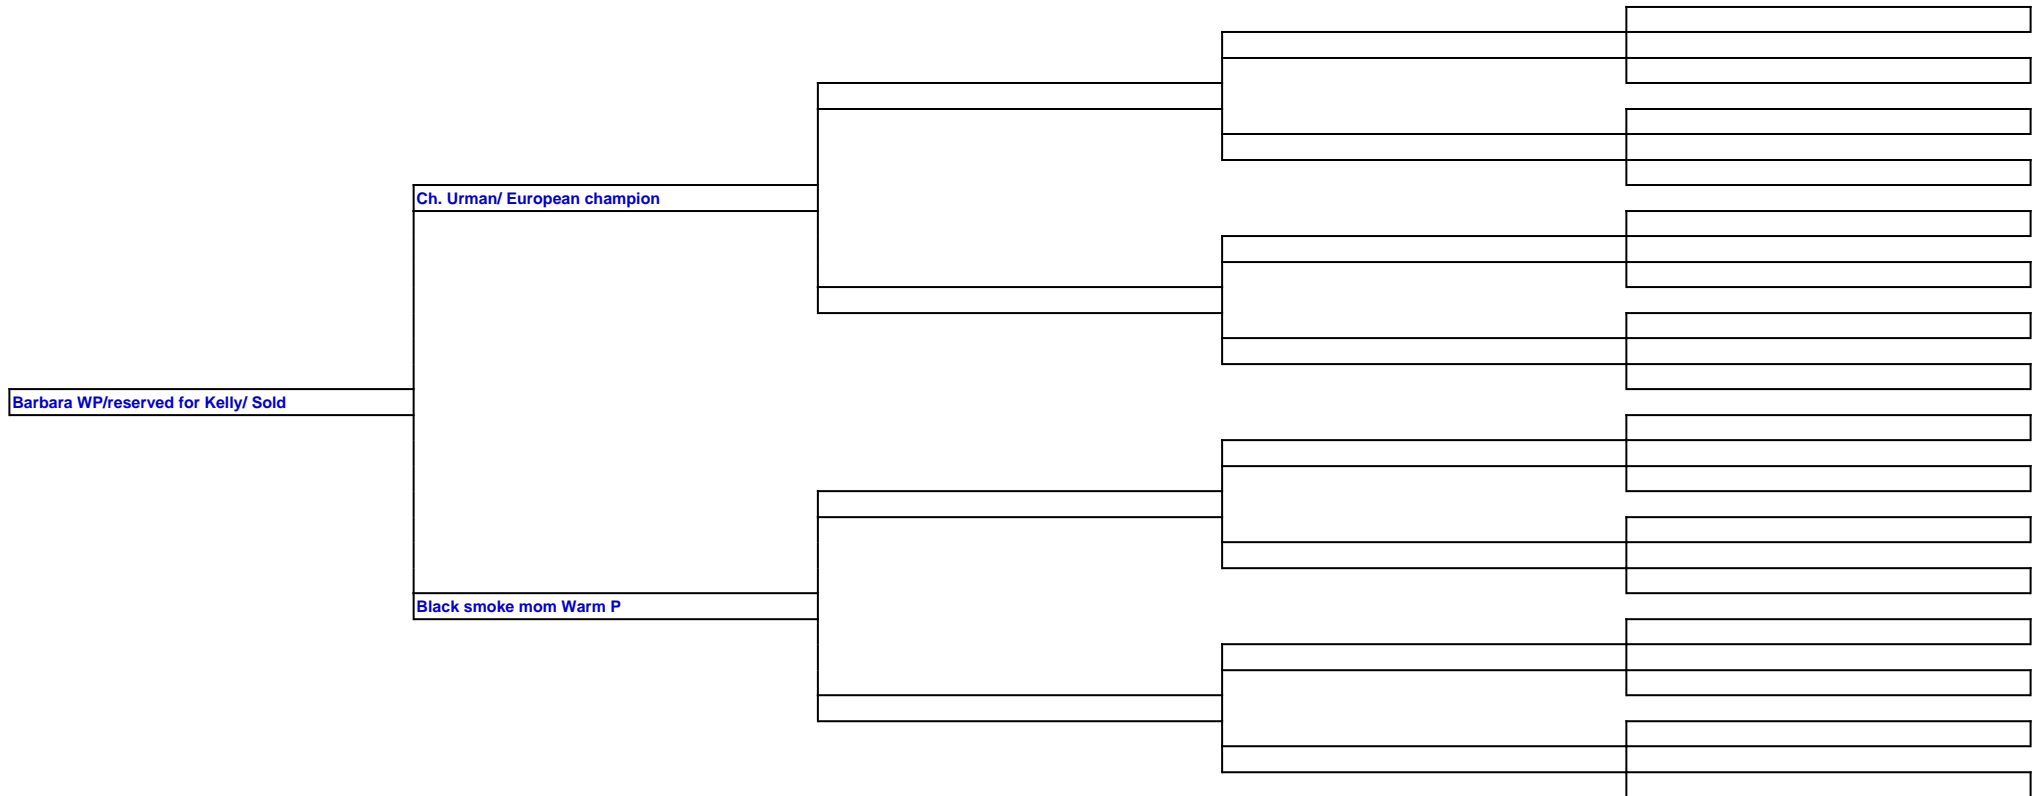 Ch. Urman/ European champion
Barbara WP/reserved for Kelly/ Sold
Black smoke mom Warm P